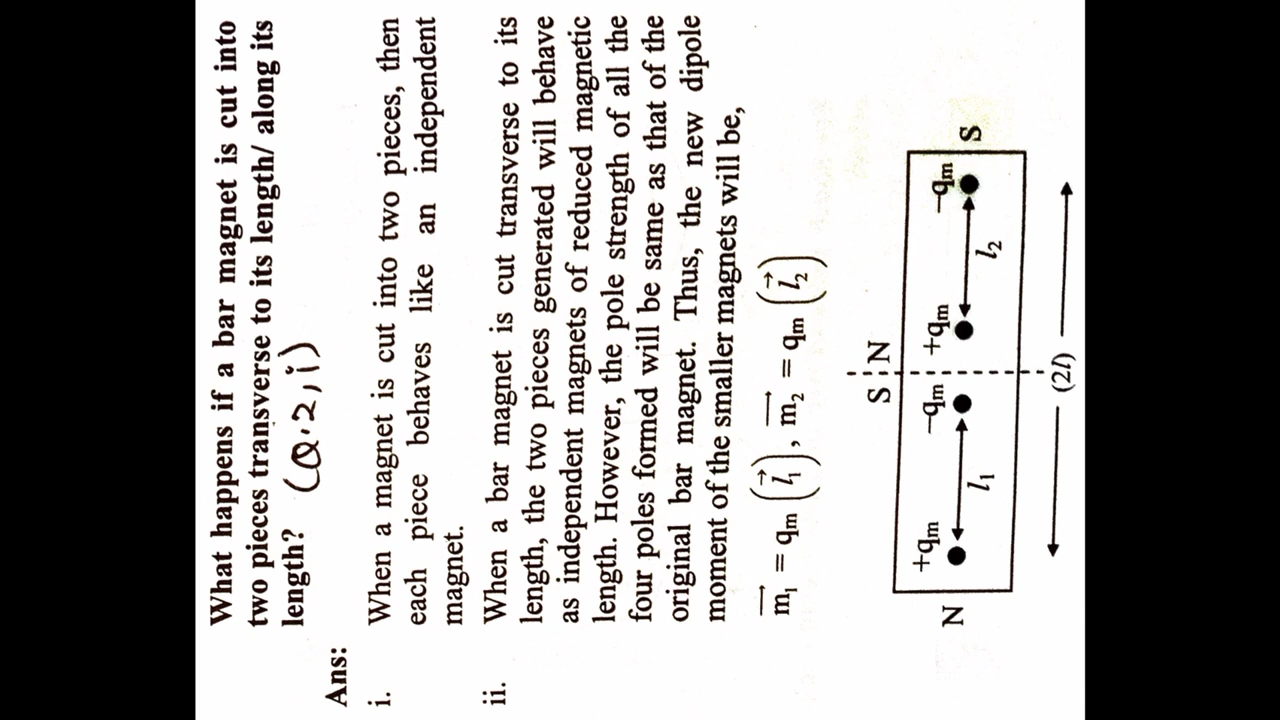 What happens if a bar magnet is cut into
two pieces transverse to its length/ along its
length? (Q.2, i)
Ans:
i. When a magnet is cut into two pieces, then
each piece behaves like an independent
magnet.
ii. When a bar magnet is cut transverse to its
length, the two pieces generated will behave
as independent magnets of reduced magnetic
length. However, the pole strength of all the
four poles formed will be same as that of the
original bar magnet. Thus, the new dipole
moment of the smaller magnets will be,
m⃗₁ = qₘ (l⃗₁), m⃗₂ = qₘ (l⃗₂)
S N
N +qₘ −qₘ +qₘ −qₘ S
l₁ l₂
(2l)